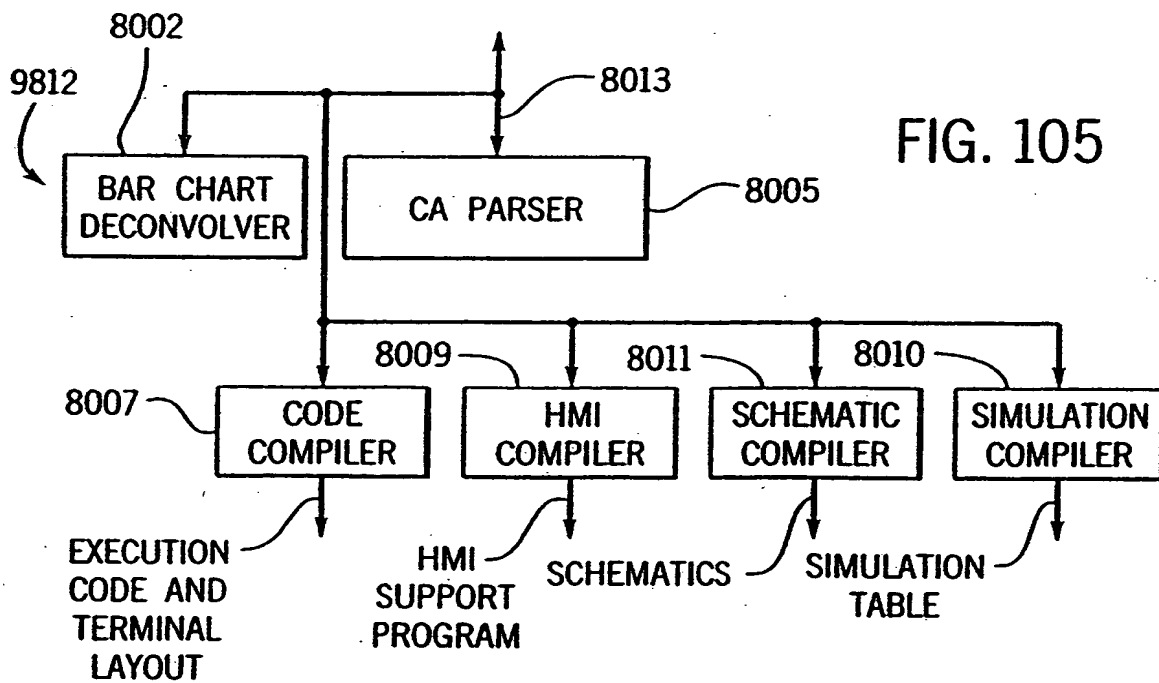 8002
9812
8013
FIG. 105
BAR CHART
DECONVOLVER
CA PARSER
8005
8009
8011
8010
8007
CODE
COMPILER
HMI
COMPILER
SCHEMATIC
COMPILER
SIMULATION
COMPILER
EXECUTION
CODE AND
TERMINAL
LAYOUT
HMI
SUPPORT
PROGRAM
SCHEMATICS
SIMULATION
TABLE